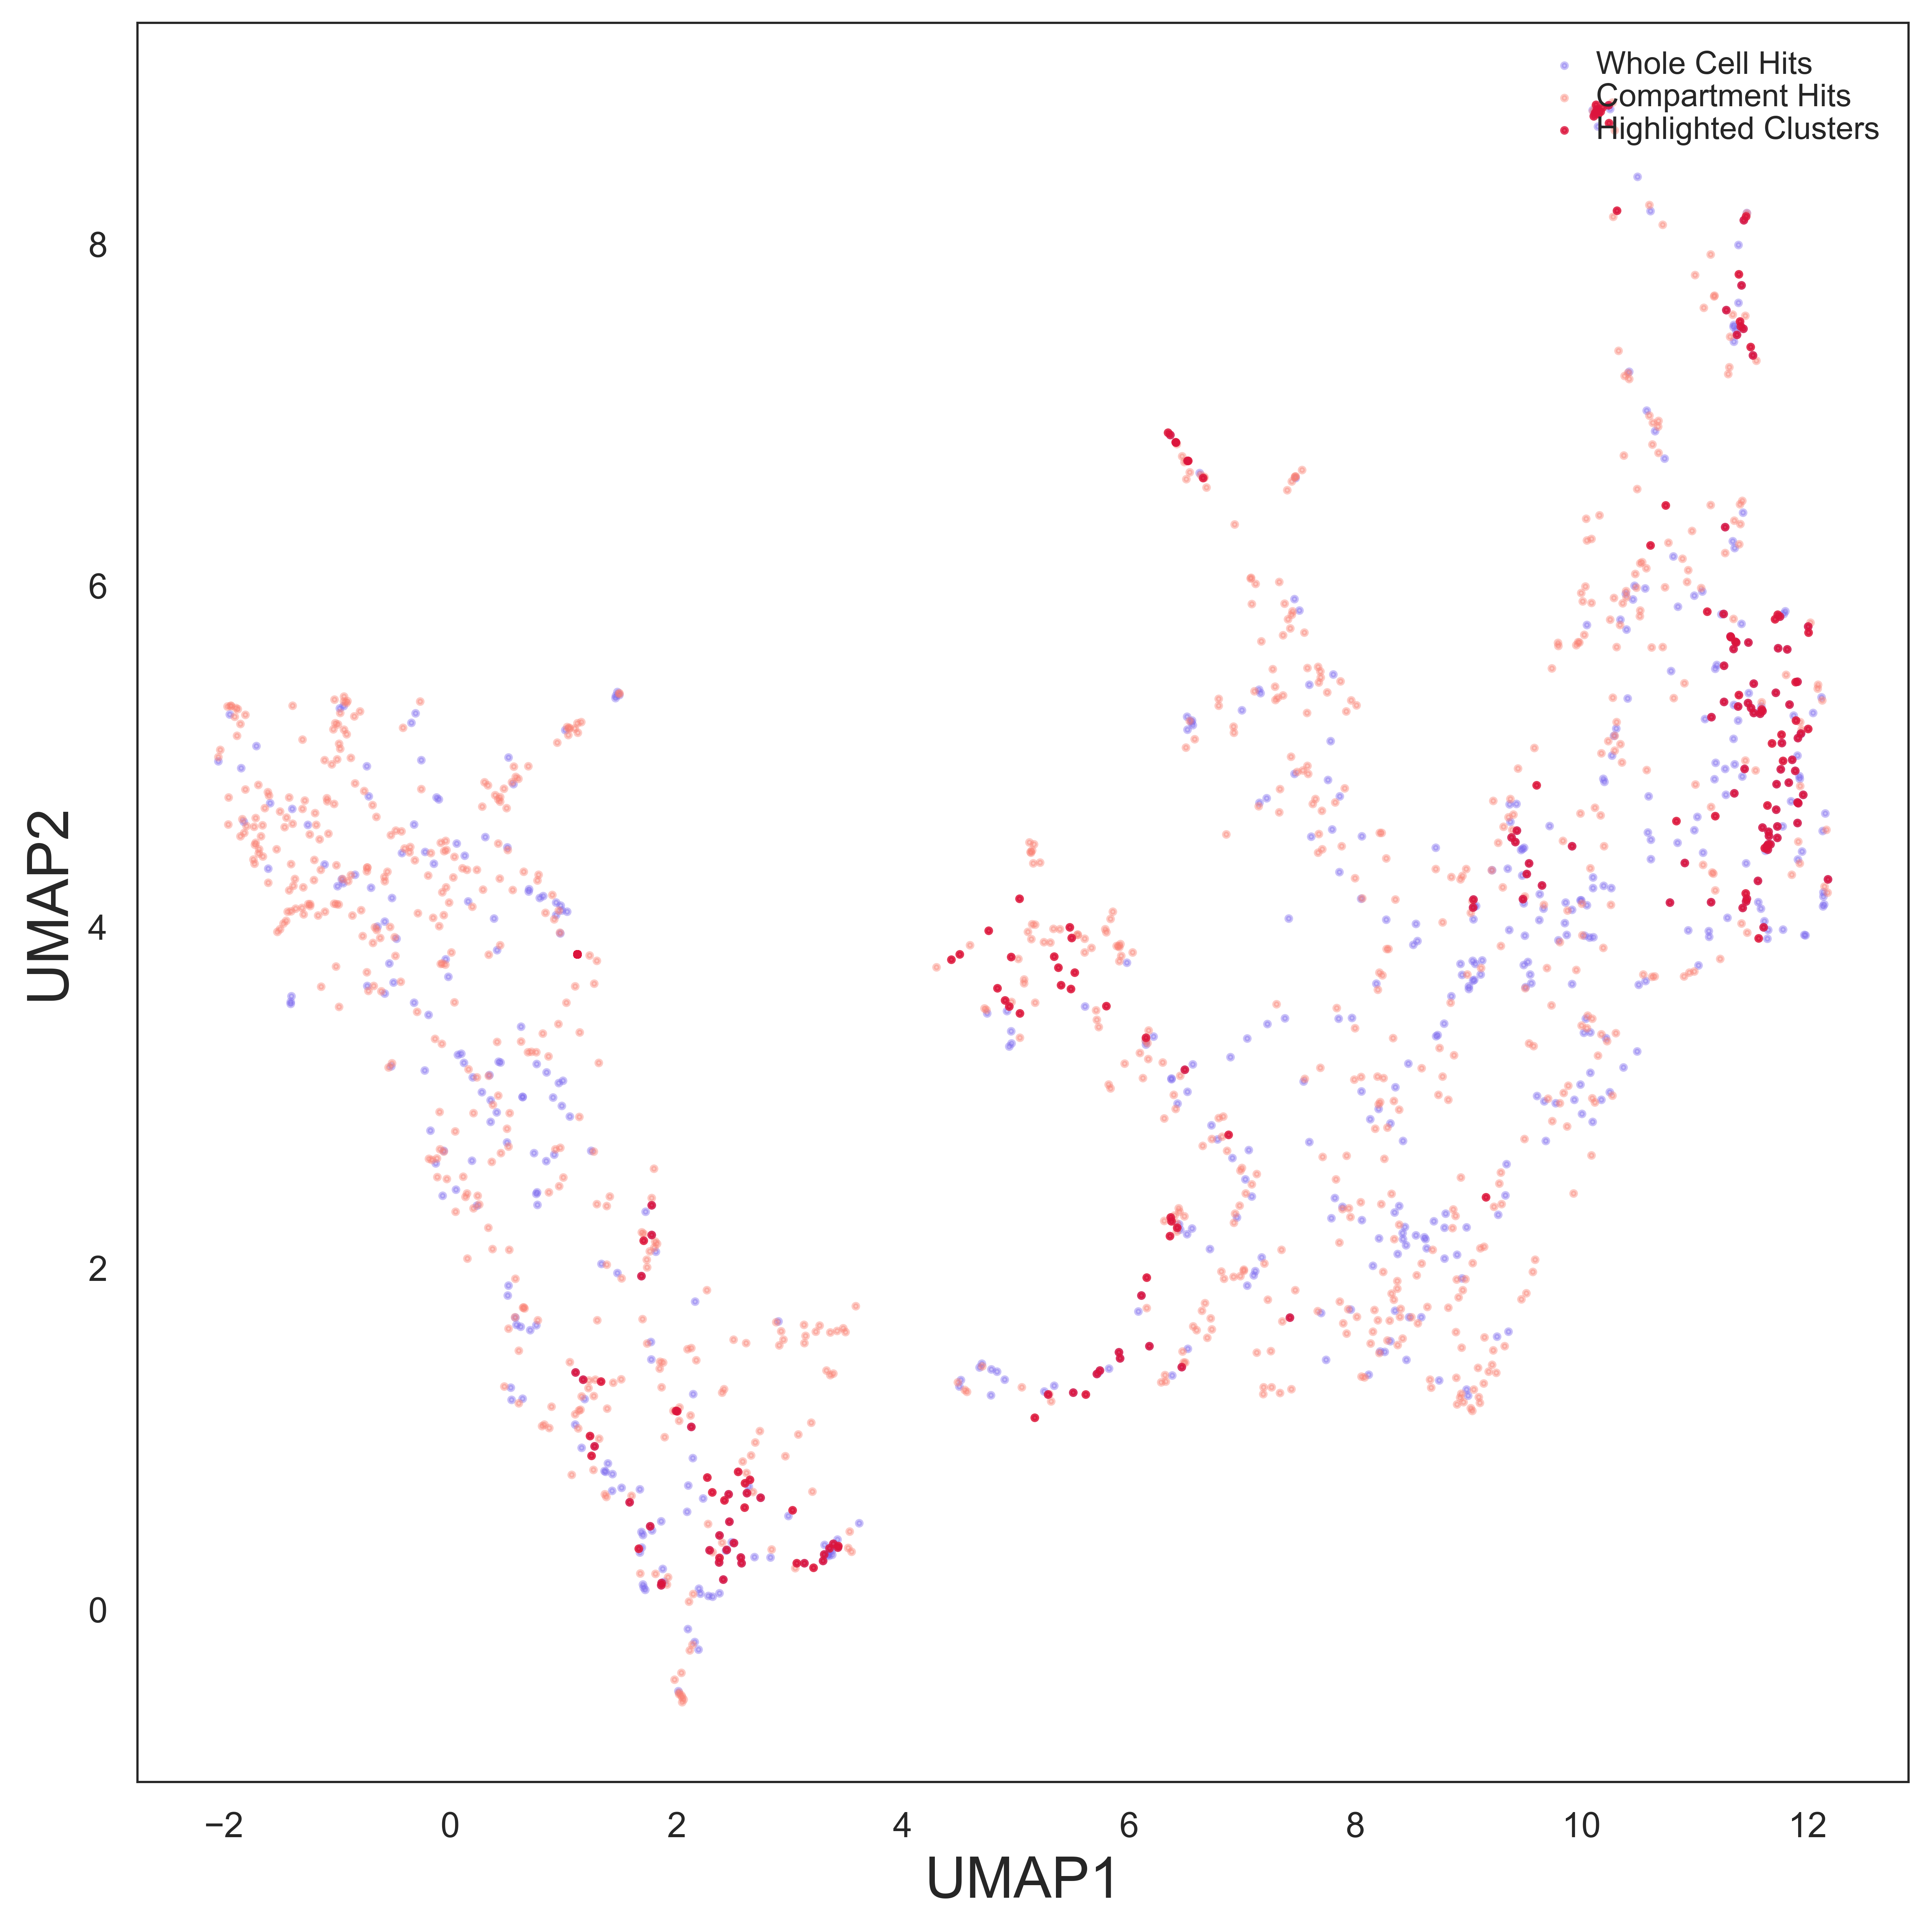 Whole Cell Hits
Compartment Hits
Highlighted Clusters
8
6
4
2
0
UMAP2
−2 0 2 4 6 8 10 12
UMAP1